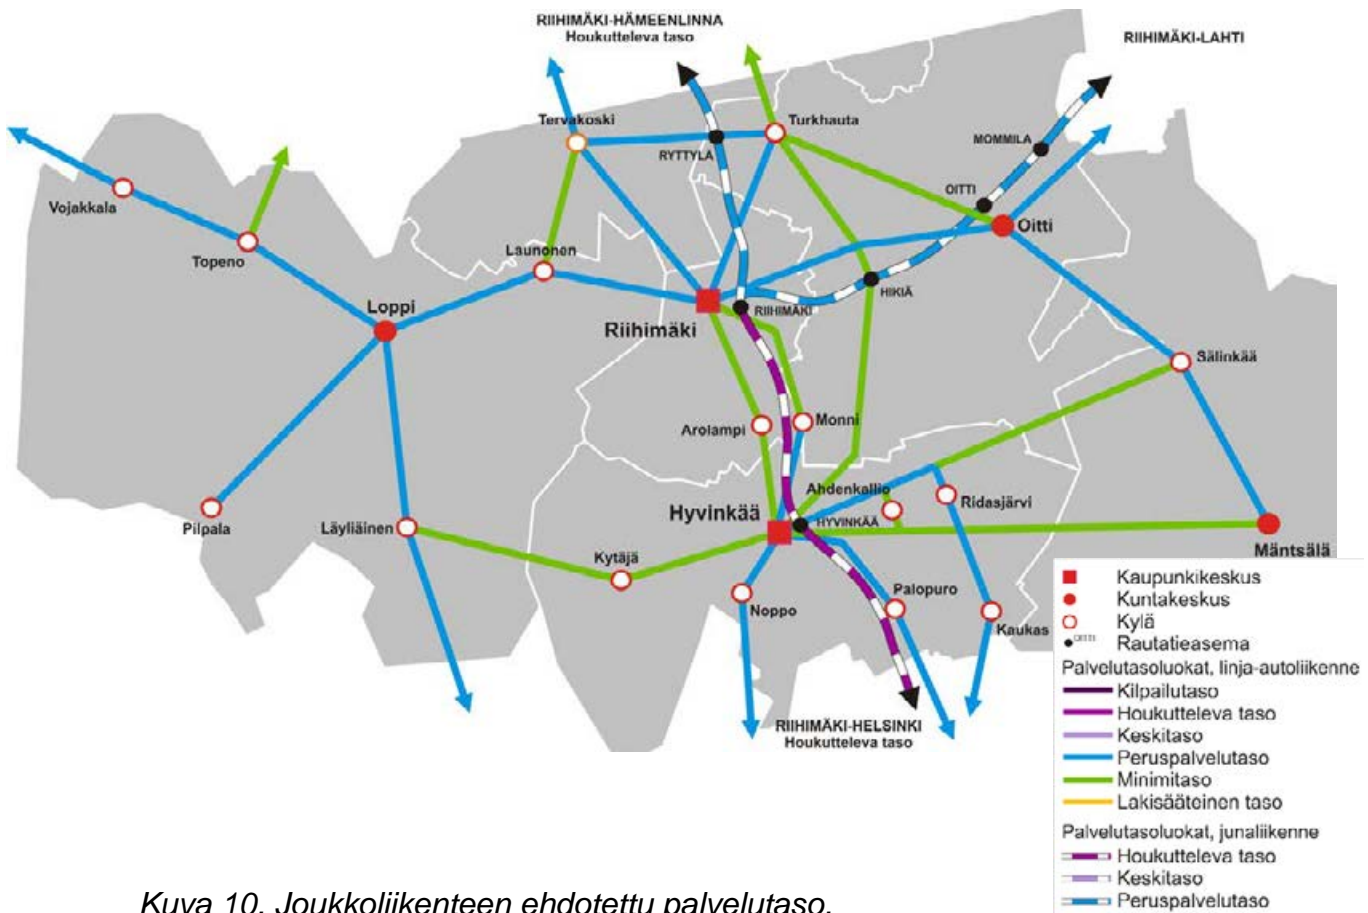 RIIHIMÄKI-HÄMEENLINNA
Houkutteleva taso
RIIHIMÄKI-LAHTI
Tervakoski
Turkhauta
RYTTYLÄ
MOMMILA
Vojakkala
OITTI
Oitti
Topeno
Launonen
HIKIÄ
Loppi
Riihimäki
RIIHIMÄKI
Sälinkää
Arolampi
Monni
Ahdenkallio
Ridasjärvi
Pilpala
Läyliäinen
Hyvinkää
HYVINKÄÄ
Mäntsälä
Kytäjä
Noppo
Palopuro
Kaukas
RIIHIMÄKI-HELSINKI
Houkutteleva taso
Kaupunkikeskus
Kuntakeskus
Kylä
OITTI Rautatieasema
Palvelutasoluokat, linja-autoliikenne
Kilpailutaso
Houkutteleva taso
Keskitaso
Peruspalvelutaso
Minimitaso
Lakisääteinen taso
Palvelutasoluokat, junaliikenne
Houkutteleva taso
Keskitaso
Peruspalvelutaso
Kuva 10. Joukkoliikenteen ehdotettu palvelutaso.